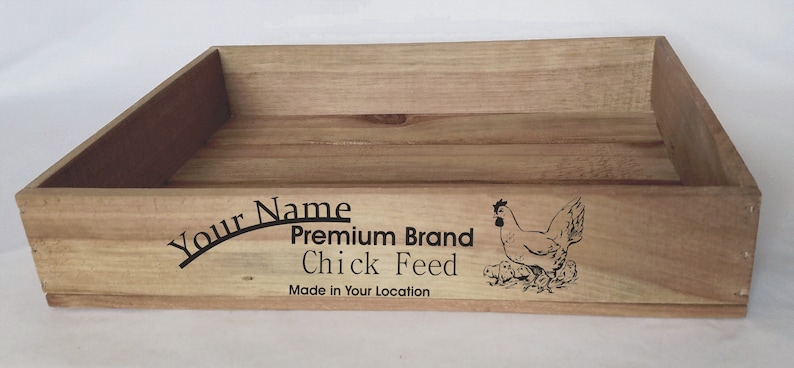 Your Name
Premium Brand
Chick Feed
Made in Your Location